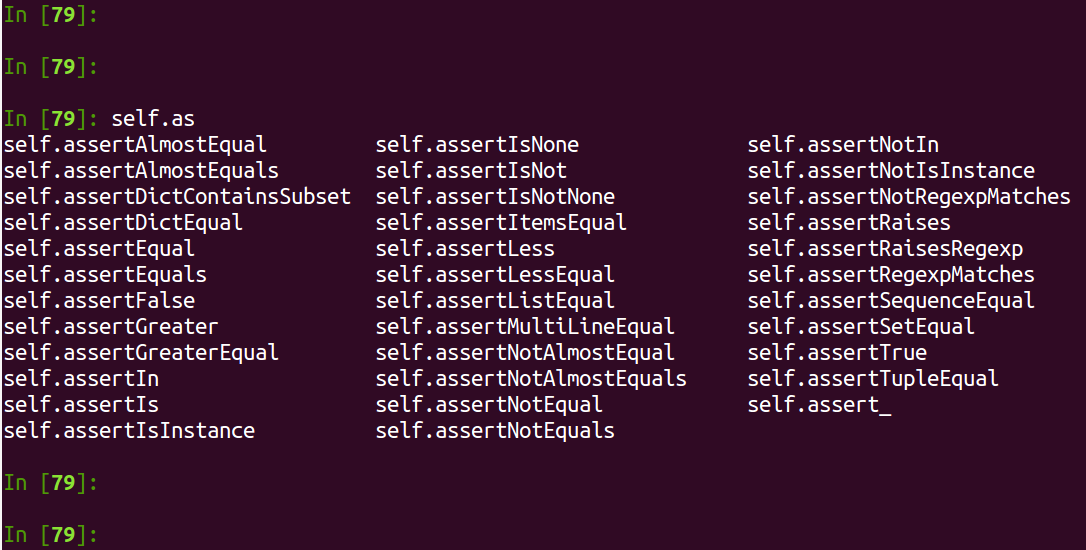 In [79]:
In [79]:
In [79]: self.as
self.assertAlmostEqual self.assertIsNone self.assertNotIn
self.assertAlmostEquals self.assertIsNot self.assertNotIsInstance
self.assertDictContainsSubset self.assertIsNotNone self.assertNotRegexpMatches
self.assertDictEqual self.assertItemsEqual self.assertRaises
self.assertEqual self.assertLess self.assertRaisesRegexp
self.assertEquals self.assertLessEqual self.assertRegexpMatches
self.assertFalse self.assertListEqual self.assertSequenceEqual
self.assertGreater self.assertMultiLineEqual self.assertSetEqual
self.assertGreaterEqual self.assertNotAlmostEqual self.assertTrue
self.assertIn self.assertNotAlmostEquals self.assertTupleEqual
self.assertIs self.assertNotEqual self.assert_
self.assertIsInstance self.assertNotEquals
In [79]:
In [79]: